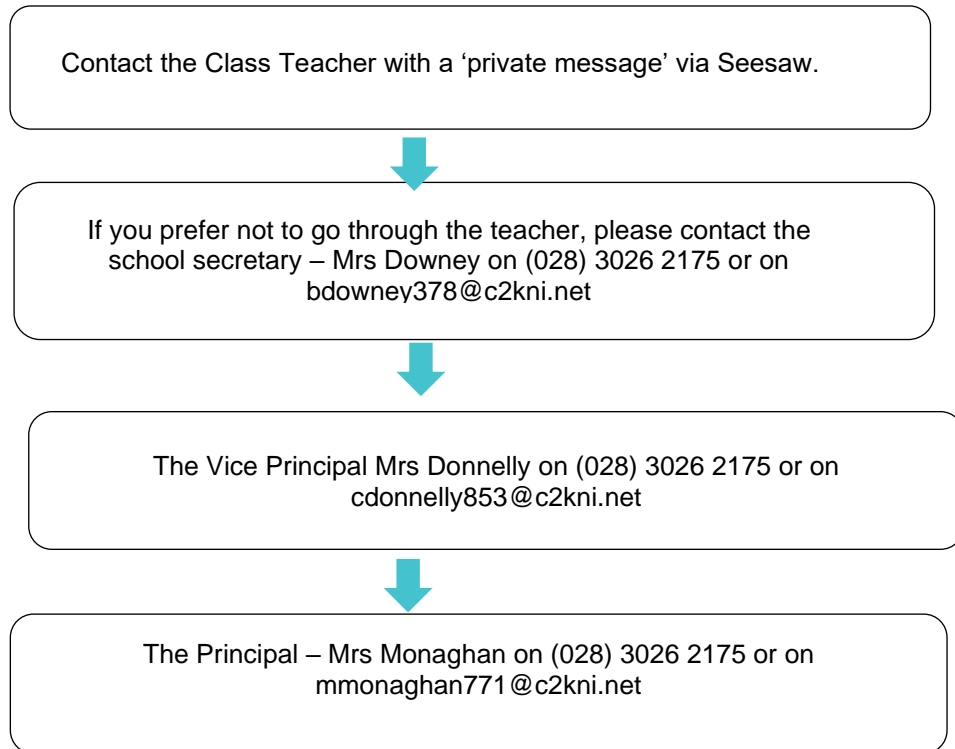 Contact the Class Teacher with a ‘private message’ via Seesaw.
If you prefer not to go through the teacher, please contact the
school secretary – Mrs Downey on (028) 3026 2175 or on
bdowney378@c2kni.net
The Vice Principal Mrs Donnelly on (028) 3026 2175 or on
cdonnelly853@c2kni.net
The Principal – Mrs Monaghan on (028) 3026 2175 or on
mmonaghan771@c2kni.net